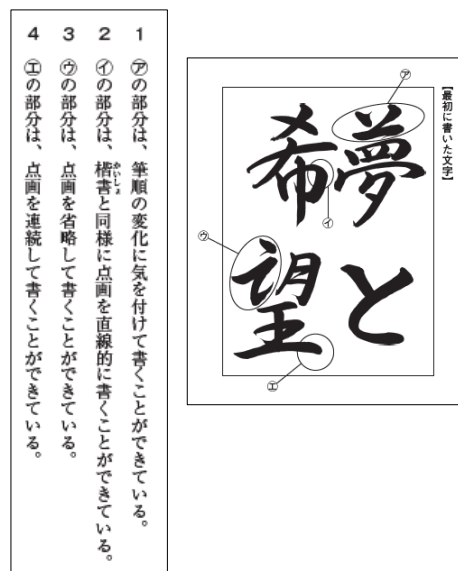 【最初に書いた文字】
夢と
希望
㋐
㋑
㋒
㋓
1 ㋐の部分は、筆順の変化に気を付けて書くことができている。
2 ㋑の部分は、楷書(かいしょ)と同様に点画を直線的に書くことができている。
3 ㋒の部分は、点画を省略して書くことができている。
4 ㋓の部分は、点画を連続して書くことができている。